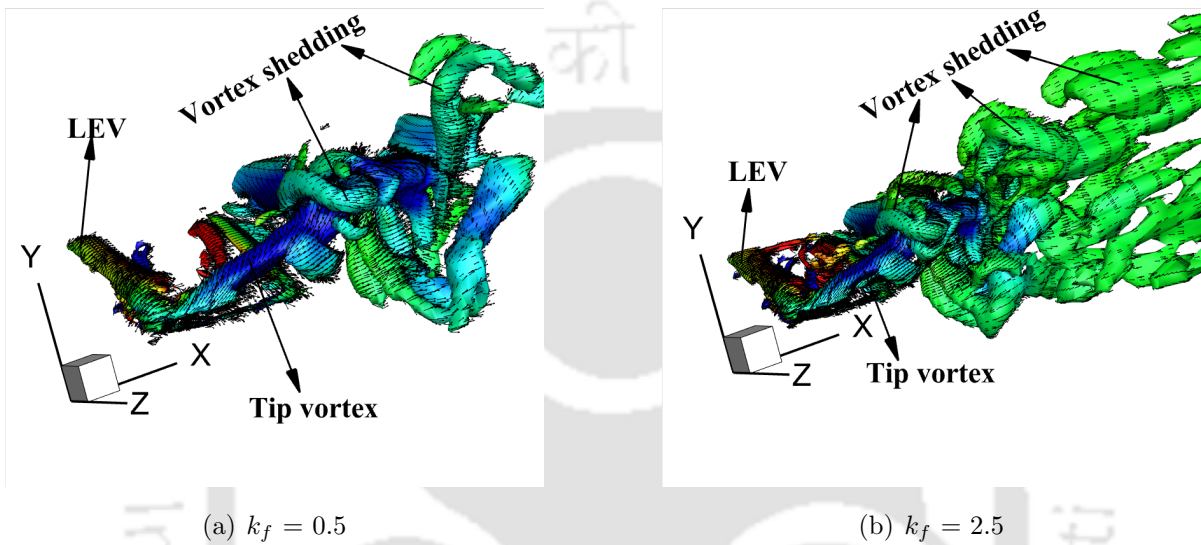 Vortex shedding
LEV
Y
X
Z
Tip vortex
(a) k_f = 0.5
Vortex shedding
LEV
Y
X
Z
Tip vortex
(b) k_f = 2.5